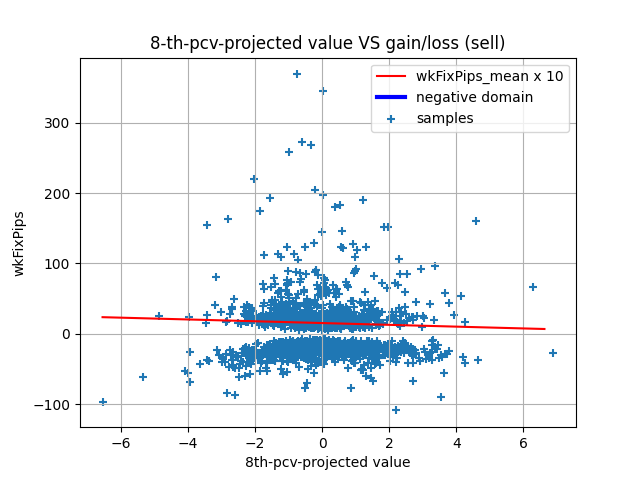 8-th-pcv-projected value VS gain/loss (sell)
wkFixPips_mean x 10
negative domain
samples
wkFixPips
300
200
100
0
−100
−6
−4
−2
0
2
4
6
8th-pcv-projected value